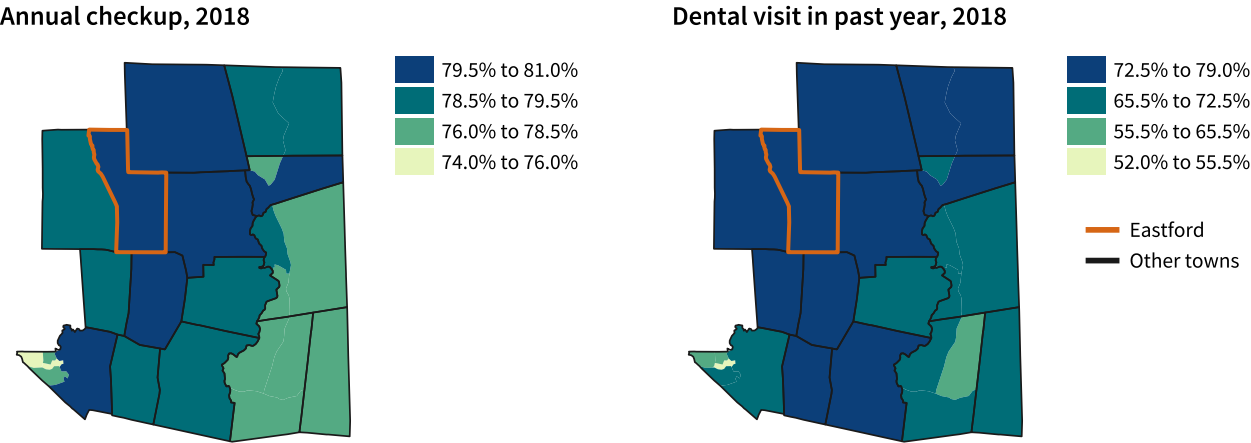 Annual checkup, 2018
79.5% to 81.0%
78.5% to 79.5%
76.0% to 78.5%
74.0% to 76.0%
Dental visit in past year, 2018
72.5% to 79.0%
65.5% to 72.5%
55.5% to 65.5%
52.0% to 55.5%
Eastford
Other towns